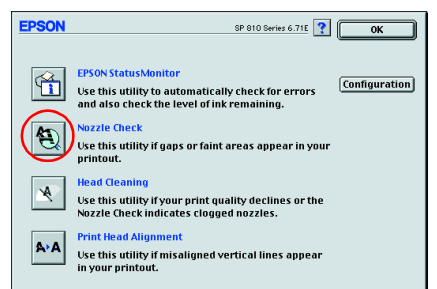 EPSON
SP 810 Series 6.71E
?
OK
EPSON StatusMonitor
Use this utility to automatically check for errors
and also check the level of ink remaining.
Configuration
Nozzle Check
Use this utility if gaps or faint areas appear in your
printout.
Head Cleaning
Use this utility if your print quality declines or the
Nozzle Check indicates clogged nozzles.
Print Head Alignment
Use this utility if misaligned vertical lines appear
in your printout.
A
A
A▸A